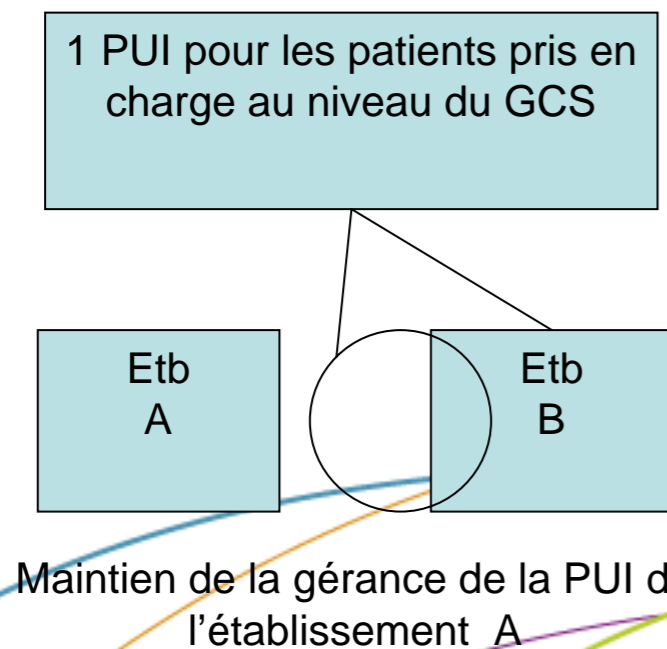 1 PUI pour les patients pris en
charge au niveau du GCS
Etb
A
Etb
B
Maintien de la gérance de la PUI d
l’établissement A